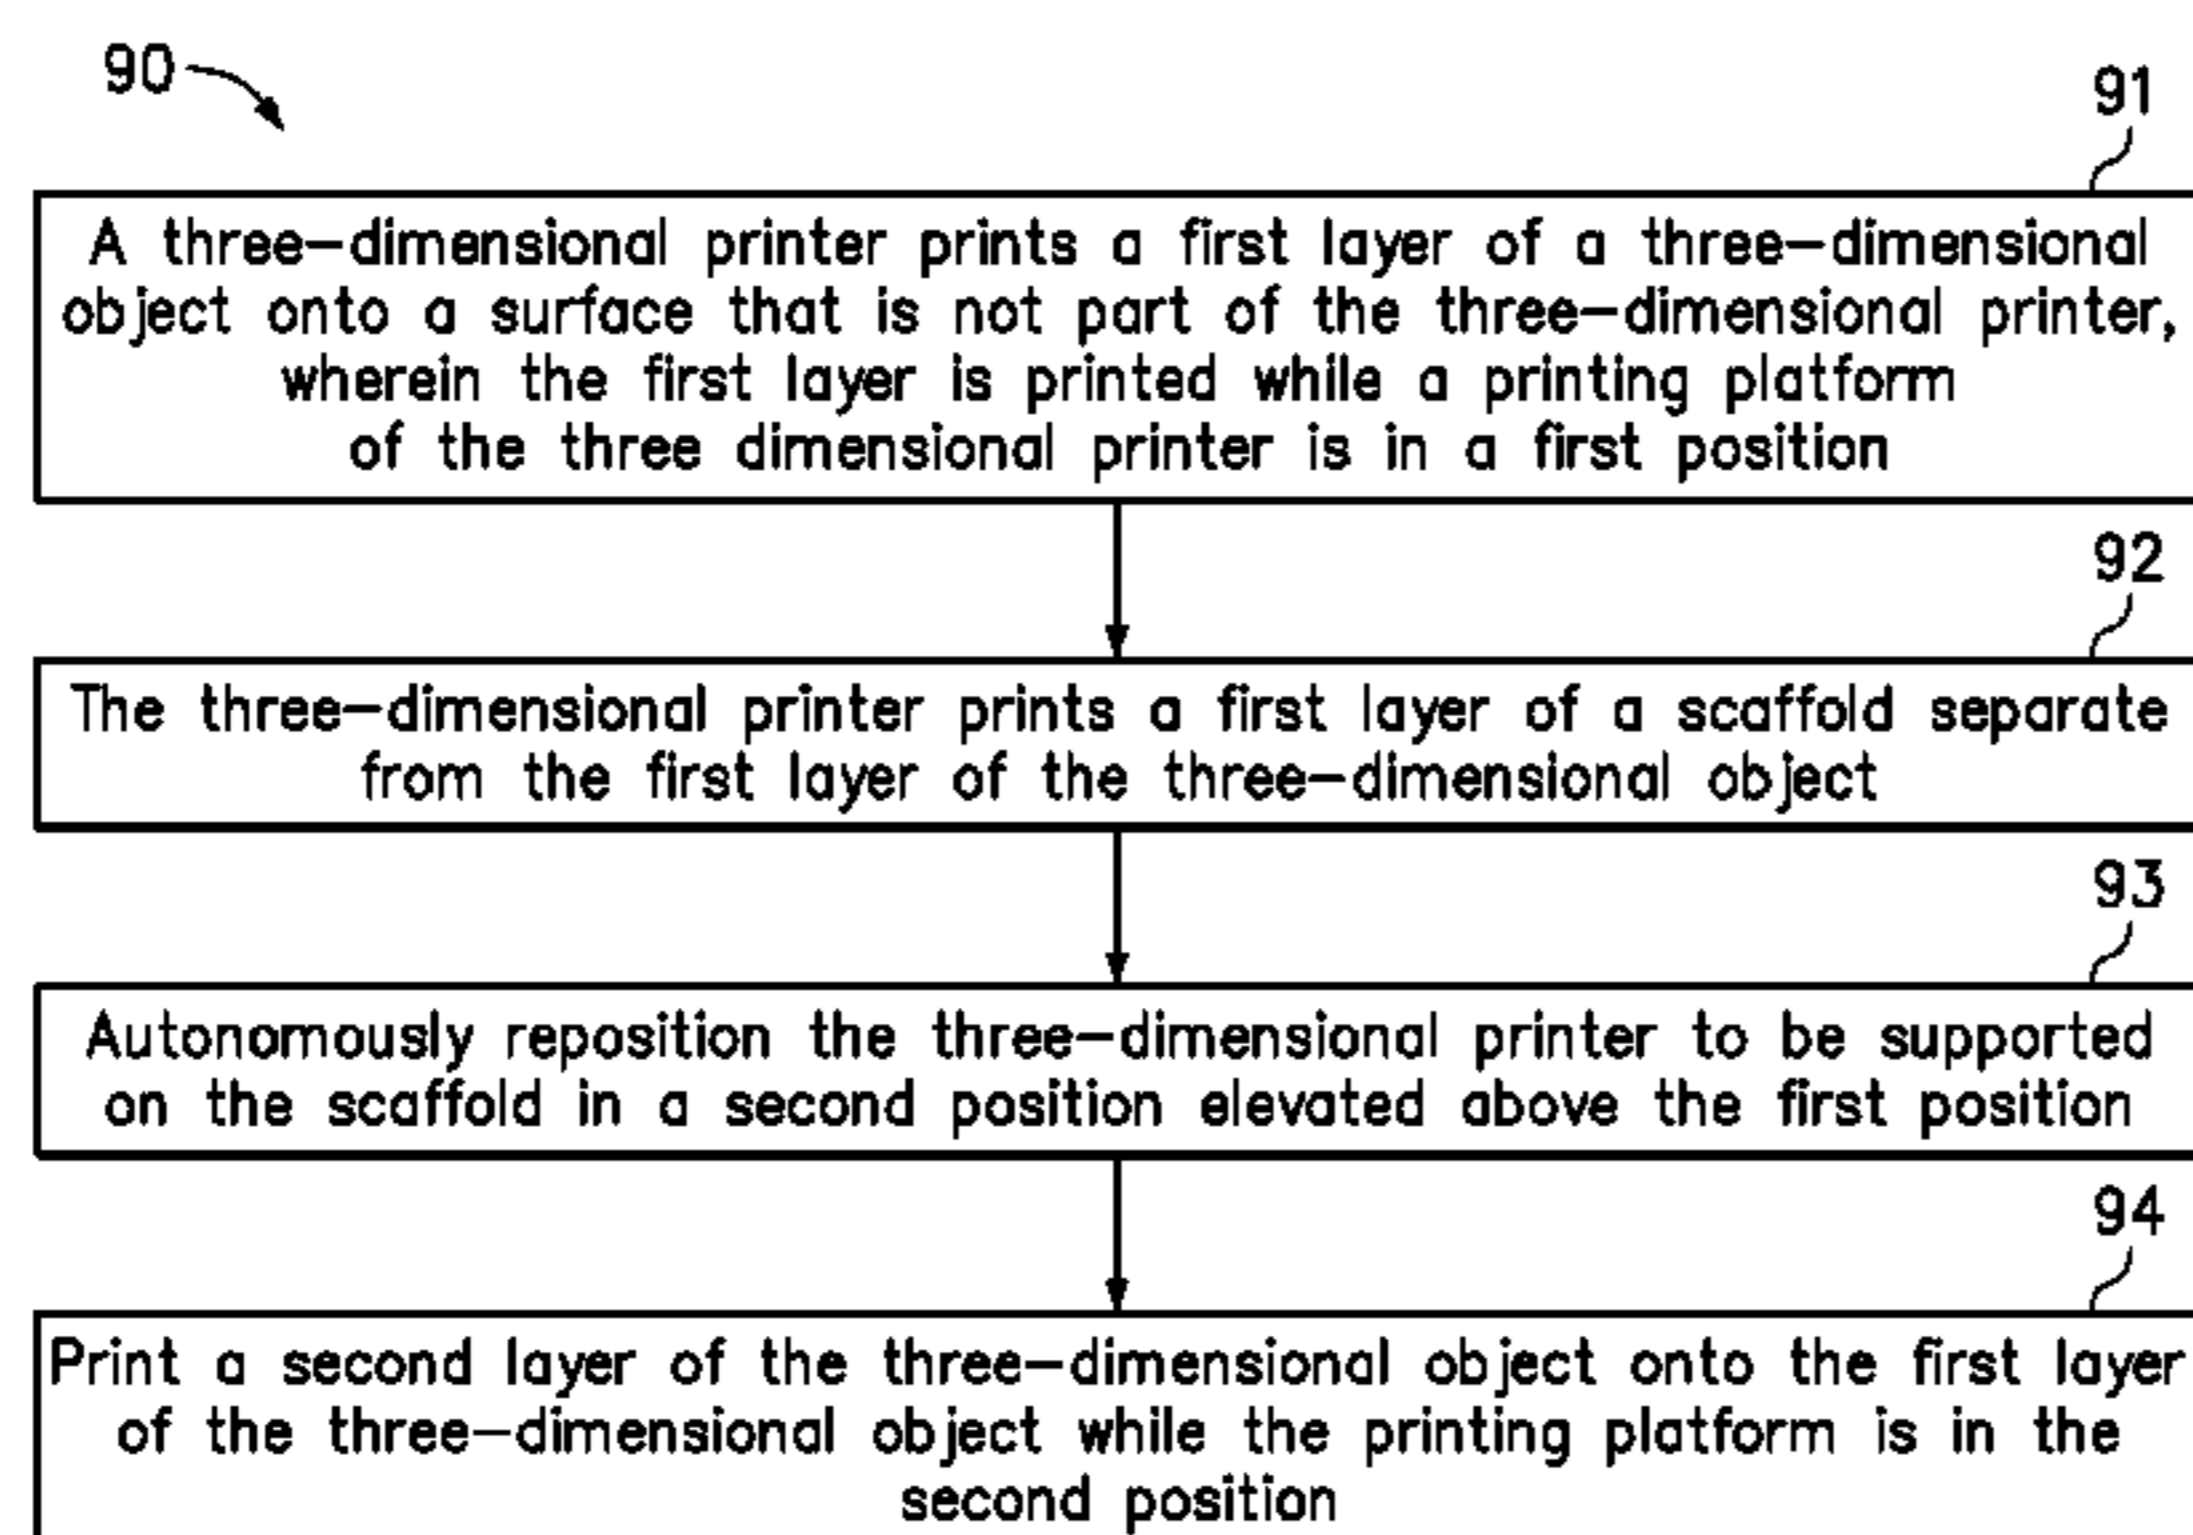 90
91
A three-dimensional printer prints a first layer of a three-dimensional
object onto a surface that is not part of the three-dimensional printer,
wherein the first layer is printed while a printing platform
of the three dimensional printer is in a first position
92
The three-dimensional printer prints a first layer of a scaffold separate
from the first layer of the three-dimensional object
93
Autonomously reposition the three-dimensional printer to be supported
on the scaffold in a second position elevated above the first position
94
Print a second layer of the three-dimensional object onto the first layer
of the three-dimensional object while the printing platform is in the
second position